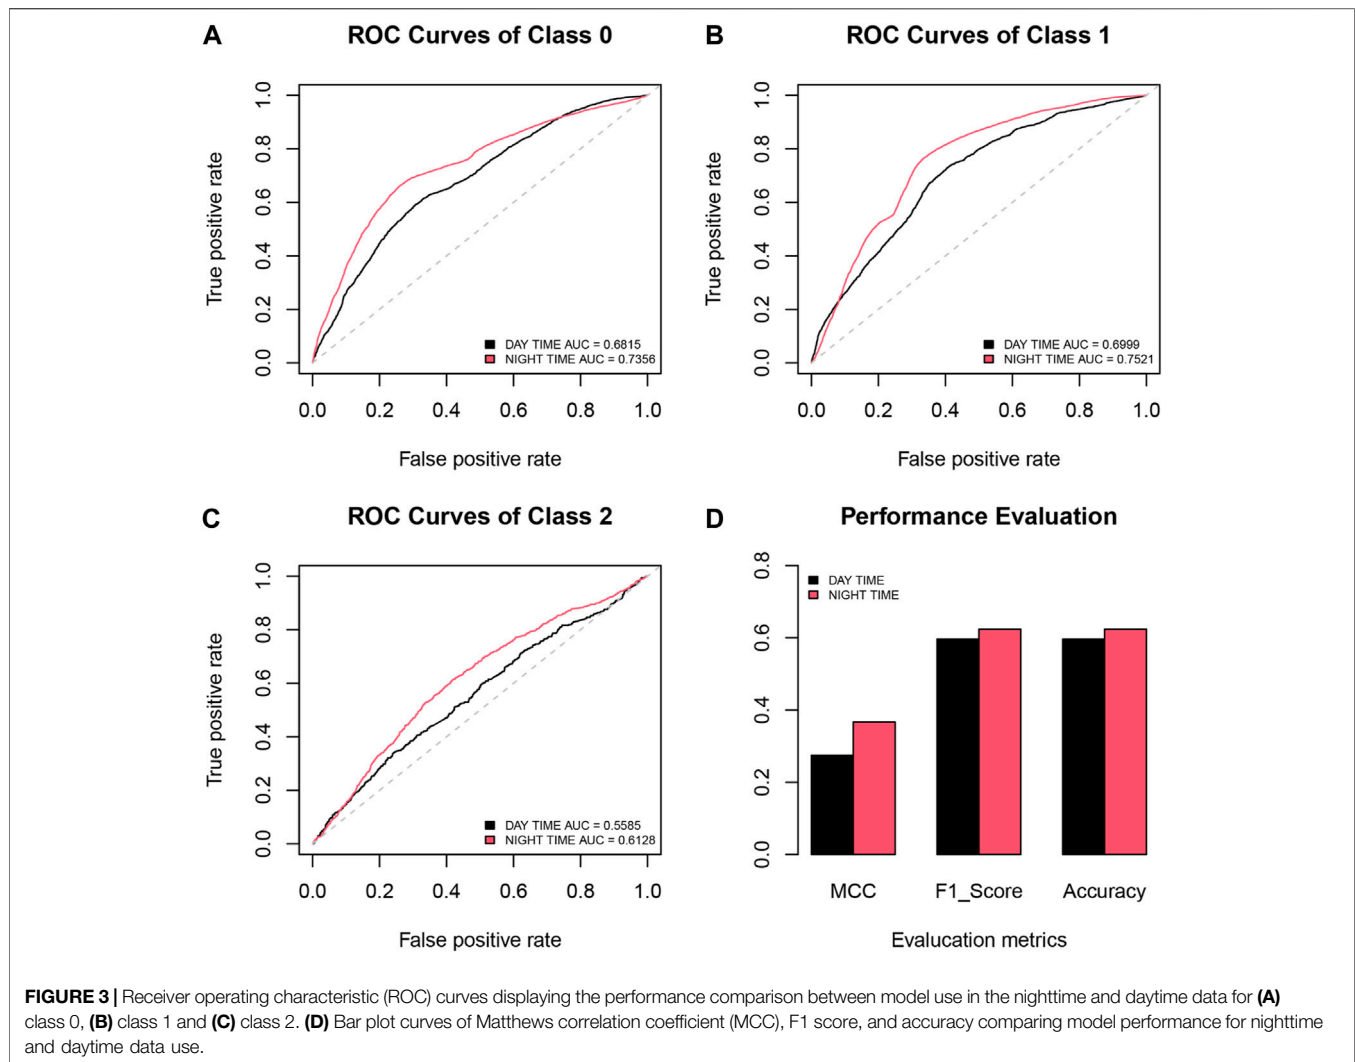 A
ROC Curves of Class 0
True positive rate
1.0
0.8
0.6
0.4
0.2
0.0
DAY TIME AUC = 0.6815
NIGHT TIME AUC = 0.7356
0.0 0.2 0.4 0.6 0.8 1.0
False positive rate
B
ROC Curves of Class 1
True positive rate
1.0
0.8
0.6
0.4
0.2
0.0
DAY TIME AUC = 0.6999
NIGHT TIME AUC = 0.7521
0.0 0.2 0.4 0.6 0.8 1.0
False positive rate
C
ROC Curves of Class 2
True positive rate
1.0
0.8
0.6
0.4
0.2
0.0
DAY TIME AUC = 0.5585
NIGHT TIME AUC = 0.6128
0.0 0.2 0.4 0.6 0.8 1.0
False positive rate
D
Performance Evaluation
0.8
0.6
0.4
0.2
0.0
DAY TIME
NIGHT TIME
MCC F1_Score Accuracy
Evalucation metrics
FIGURE 3 | Receiver operating characteristic (ROC) curves displaying the performance comparison between model use in the nighttime and daytime data for (A)
class 0, (B) class 1 and (C) class 2. (D) Bar plot curves of Matthews correlation coefficient (MCC), F1 score, and accuracy comparing model performance for nighttime
and daytime data use.